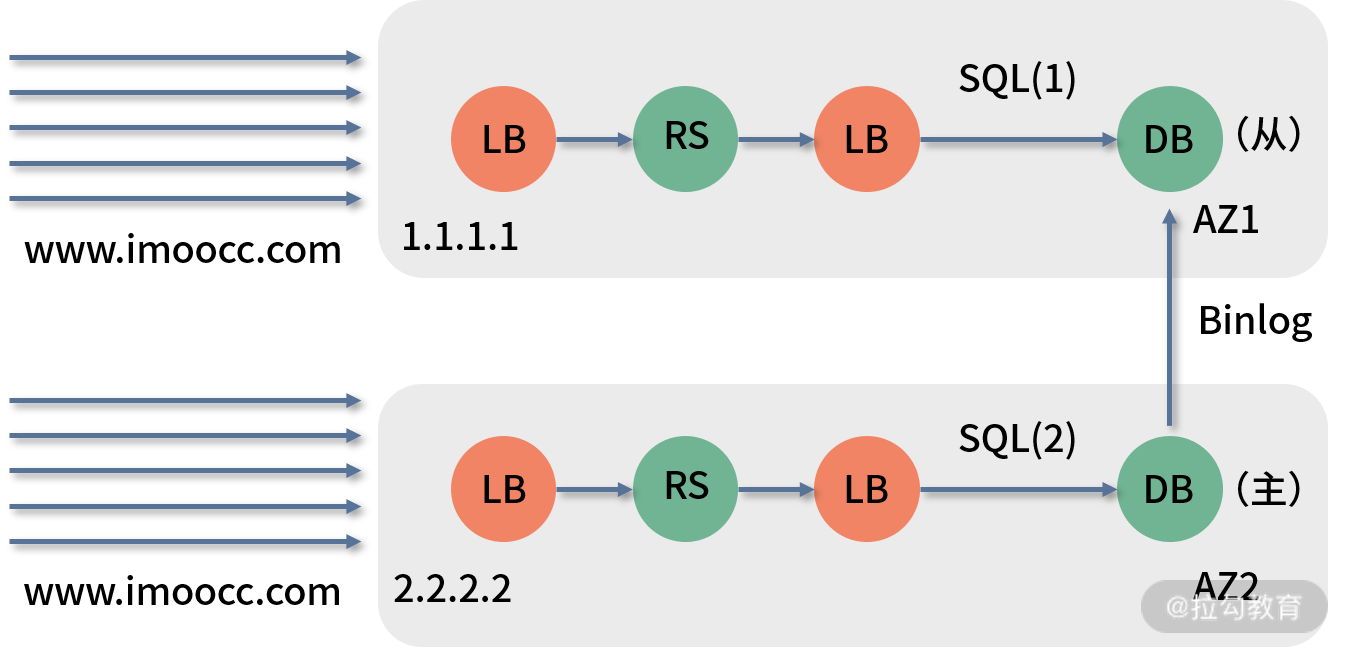 SQL(1)
LB
RS
LB
DB
(从)
AZ1
1.1.1.1
www.imoocc.com
Binlog
SQL(2)
LB
RS
LB
DB
(主)
AZ2
2.2.2.2
www.imoocc.com
@拉勾教育